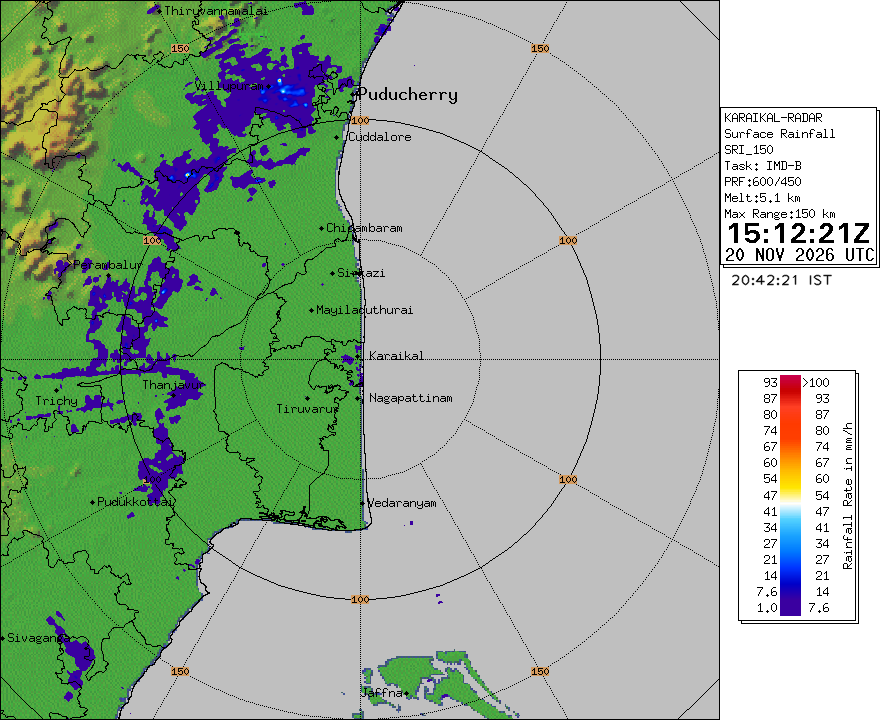 Thiruvannamalai
150
150
Villupuram
Puducherry
100
Cuddalore
Chidambaram
100
100
Perambalur
Sirkazi
Mayiladuthurai
Karaikal
Thanjavur
Trichy
Nagapattinam
Tiruvarur
100
100
Pudukkottai
Vedaranyam
100
Sivaganga
150
150
Jaffna
KARAIKAL-RADAR
Surface Rainfall
SRI_150
Task: IMD-B
PRF:600/450
Melt:5.1 km
Max Range:150 km
15:12:21Z
20 NOV 2026 UTC
20:42:21 IST
93 >100
87 93
80 87
74 80
67 74
60 67
54 60
47 54
41 47
34 41
27 34
21 27
14 21
7.6 14
1.0 7.6
Rainfall Rate in mm/h